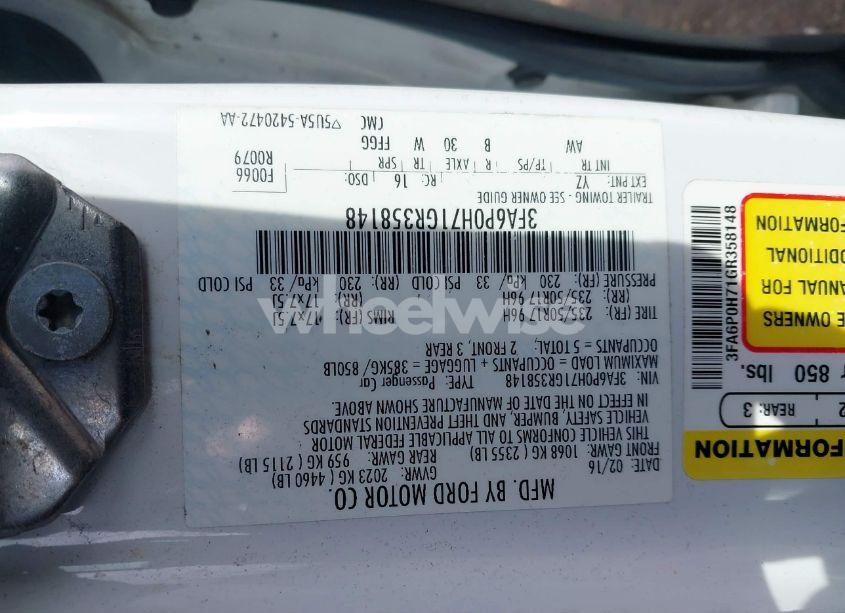 MFD. BY FORD MOTOR CO.
DATE: 02/16 GVWR: 2023 KG ( 4460 LB)
FRONT GAWR: 1068 KG ( 2355 LB) REAR GAWR: 959 KG ( 2115 LB)
THIS VEHICLE CONFORMS TO ALL APPLICABLE FEDERAL MOTOR
VEHICLE SAFETY, BUMPER, AND THEFT PREVENTION STANDARDS
IN EFFECT ON THE DATE OF MANUFACTURE SHOWN ABOVE.
VIN: 3FA6P0H71GR358148 TYPE: Passenger Car
MAXIMUM LOAD = OCCUPANTS + LUGGAGE = 385KG/850LB
OCCUPANTS = 5 TOTAL: 2 FRONT, 3 REAR
TIRE (FR) 235/50R17 96H RIMS (FR) 17x7.5J
(RR): 235/50R17 96H (RR): 17x7.5J
PRESSURE (FR) 230 kPa/ 33 PSI COLD (RR): 230 kPa/ 33 PSI COLD
3FA6P0H71GR358148
TRAILER TOWING - SEE OWNER GUIDE
EXT PNT: YZ RC: 16 DSO: F0066
R0079
INT TR TP/PS R AXLE TR SPR
AW B 30 W FFGG
CMC
▽5U5A-5420472-AA
FORMATION
2 REAR: 3
850 lbs.
E OWNERS
ANUAL FOR
DDITIONAL
FORMATION
3FA6P0H71GR358148
wheelwise